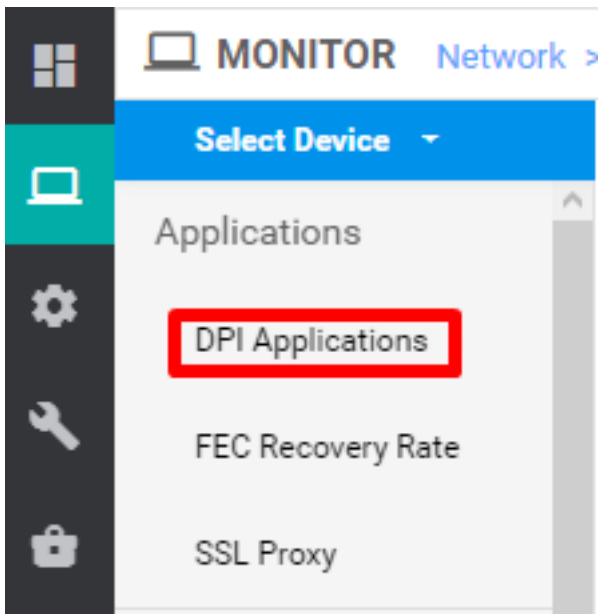 MONITOR Network >
Select Device
Applications
DPI Applications
FEC Recovery Rate
SSL Proxy